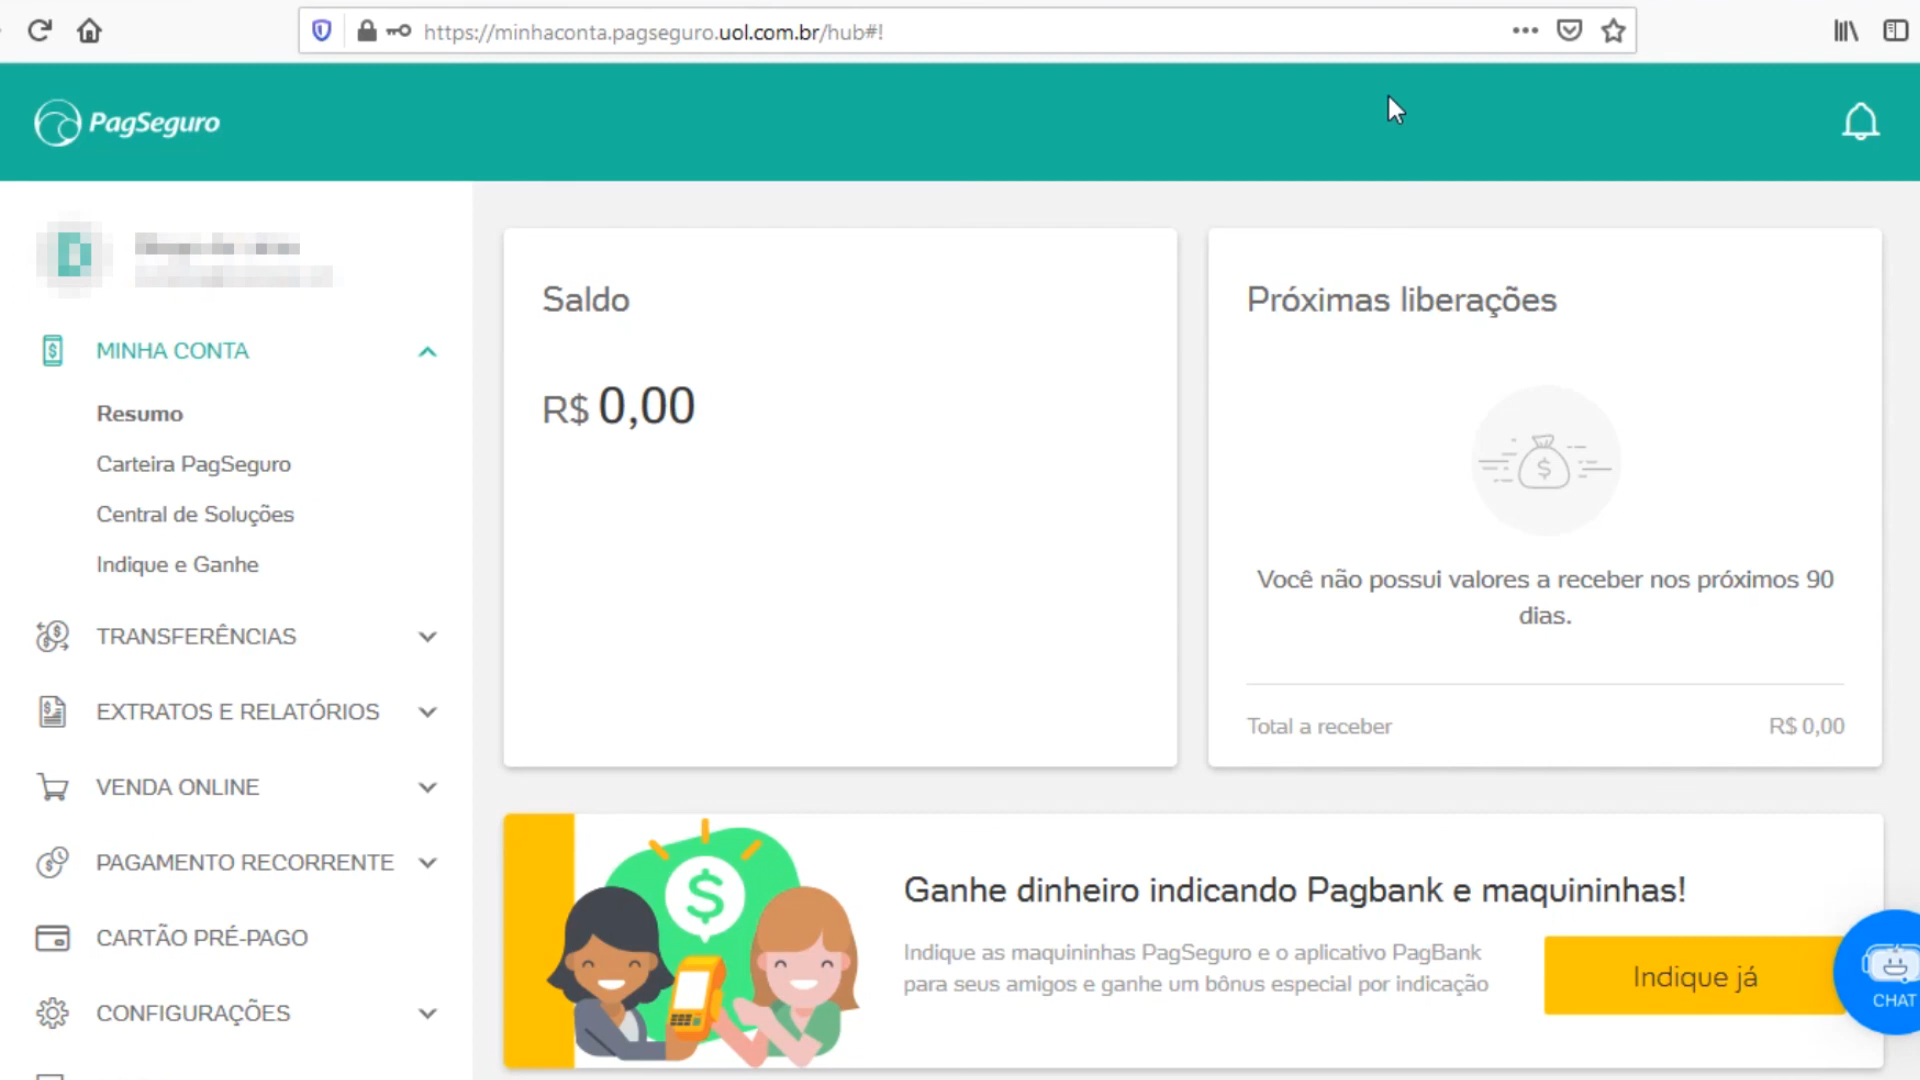 https://minhaconta.pagseguro.uol.com.br/hub#!
PagSeguro
D
MINHA CONTA
Resumo
Carteira PagSeguro
Central de Soluções
Indique e Ganhe
TRANSFERÊNCIAS
EXTRATOS E RELATÓRIOS
VENDA ONLINE
PAGAMENTO RECORRENTE
CARTÃO PRÉ-PAGO
CONFIGURAÇÕES
Saldo
R$ 0,00
Próximas liberações
Você não possui valores a receber nos próximos 90
dias.
Total a receber
R$ 0,00
Ganhe dinheiro indicando Pagbank e maquininhas!
Indique as maquininhas PagSeguro e o aplicativo PagBank
para seus amigos e ganhe um bônus especial por indicação
Indique já
CHAT